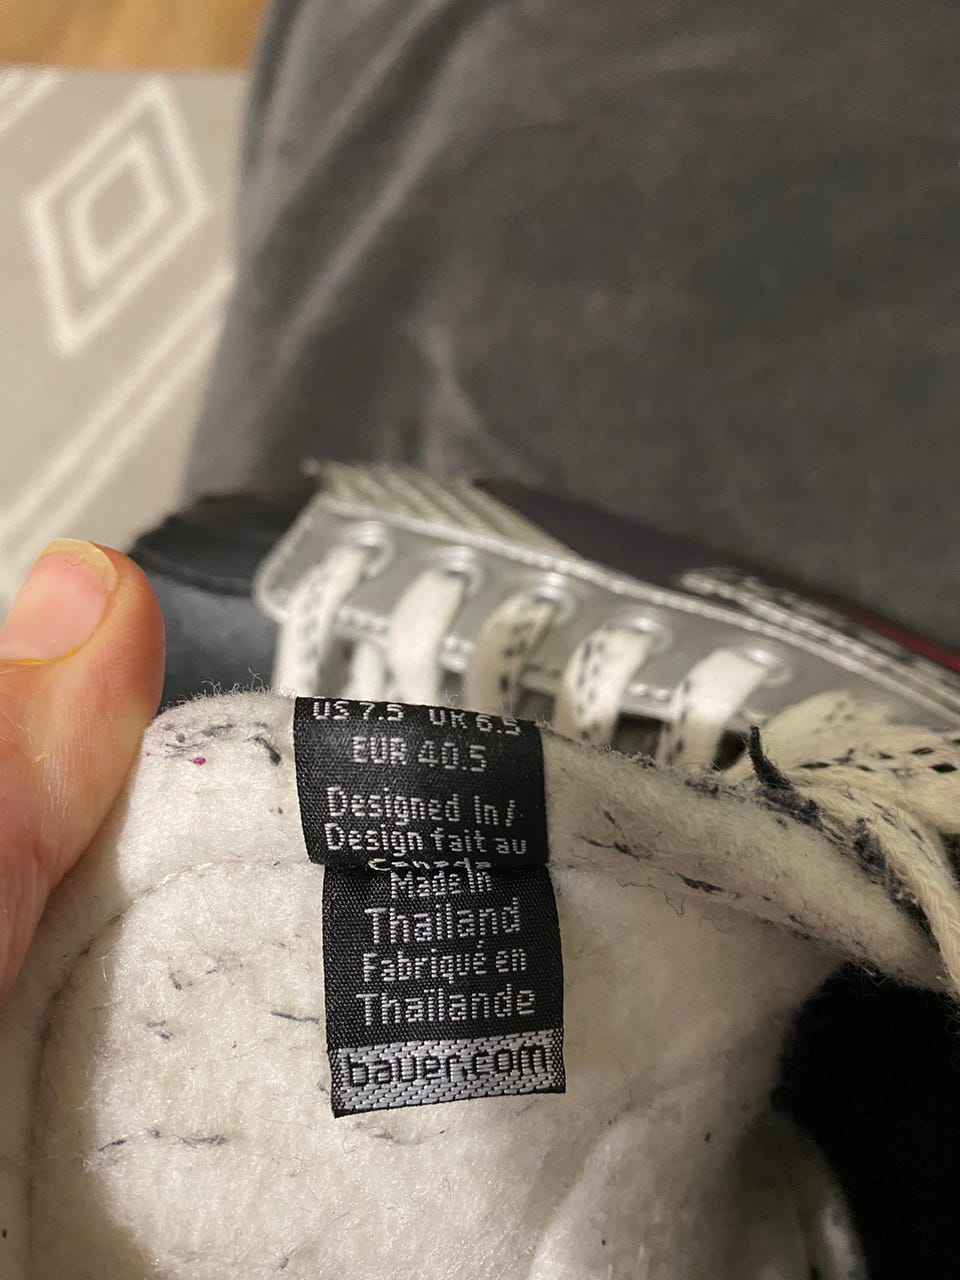 US 7.5 UK 6.5
EUR 40.5
Designed in /
Design fait au
Canada
Made in
Thailand
Fabriqué en
Thaïlande
bauer.com